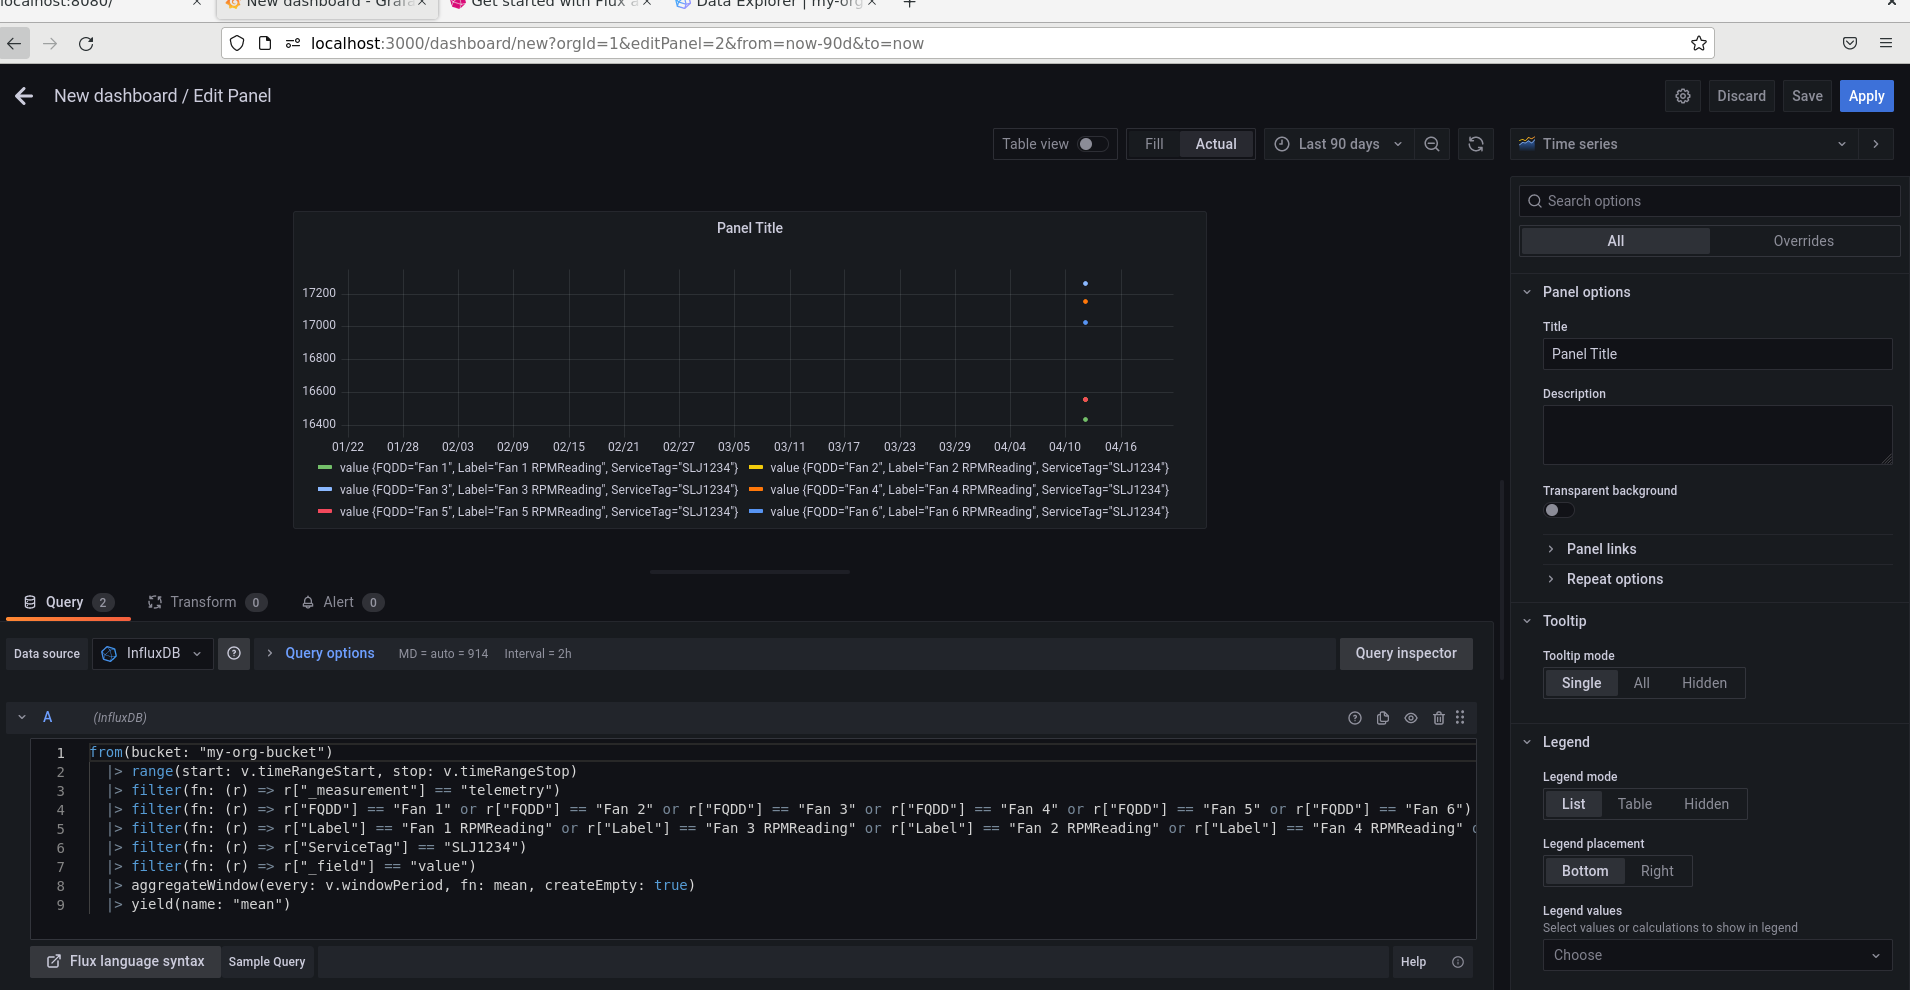 localhost:8080/
New dashboard - Grafa
Get started with Flux a
Data Explorer | my-org
localhost:3000/dashboard/new?orgId=1&editPanel=2&from=now-90d&to=now
New dashboard / Edit Panel
Discard
Save
Apply
Table view
Fill
Actual
Last 90 days
Time series
Search options
All
Overrides
Panel Title
17200
17000
16800
16600
16400
01/22 01/28 02/03 02/09 02/15 02/21 02/27 03/05 03/11 03/17 03/23 03/29 04/04 04/10 04/16
value {FQDD="Fan 1", Label="Fan 1 RPMReading", ServiceTag="SLJ1234"} value {FQDD="Fan 2", Label="Fan 2 RPMReading", ServiceTag="SLJ1234"}
value {FQDD="Fan 3", Label="Fan 3 RPMReading", ServiceTag="SLJ1234"} value {FQDD="Fan 4", Label="Fan 4 RPMReading", ServiceTag="SLJ1234"}
value {FQDD="Fan 5", Label="Fan 5 RPMReading", ServiceTag="SLJ1234"} value {FQDD="Fan 6", Label="Fan 6 RPMReading", ServiceTag="SLJ1234"}
Panel options
Title
Panel Title
Description
Transparent background
Panel links
Repeat options
Tooltip
Tooltip mode
Single All Hidden
Legend
Legend mode
List Table Hidden
Legend placement
Bottom Right
Legend values
Select values or calculations to show in legend
Choose
Query 2
Transform 0
Alert 0
Data source
InfluxDB
Query options
MD = auto = 914
Interval = 2h
Query inspector
A
(InfluxDB)
1 from(bucket: "my-org-bucket")
2 |> range(start: v.timeRangeStart, stop: v.timeRangeStop)
3 |> filter(fn: (r) => r["_measurement"] == "telemetry")
4 |> filter(fn: (r) => r["FQDD"] == "Fan 1" or r["FQDD"] == "Fan 2" or r["FQDD"] == "Fan 3" or r["FQDD"] == "Fan 4" or r["FQDD"] == "Fan 5" or r["FQDD"] == "Fan 6")
5 |> filter(fn: (r) => r["Label"] == "Fan 1 RPMReading" or r["Label"] == "Fan 3 RPMReading" or r["Label"] == "Fan 2 RPMReading" or r["Label"] == "Fan 4 RPMReading"
6 |> filter(fn: (r) => r["ServiceTag"] == "SLJ1234")
7 |> filter(fn: (r) => r["_field"] == "value")
8 |> aggregateWindow(every: v.windowPeriod, fn: mean, createEmpty: true)
9 |> yield(name: "mean")
Flux language syntax
Sample Query
Help